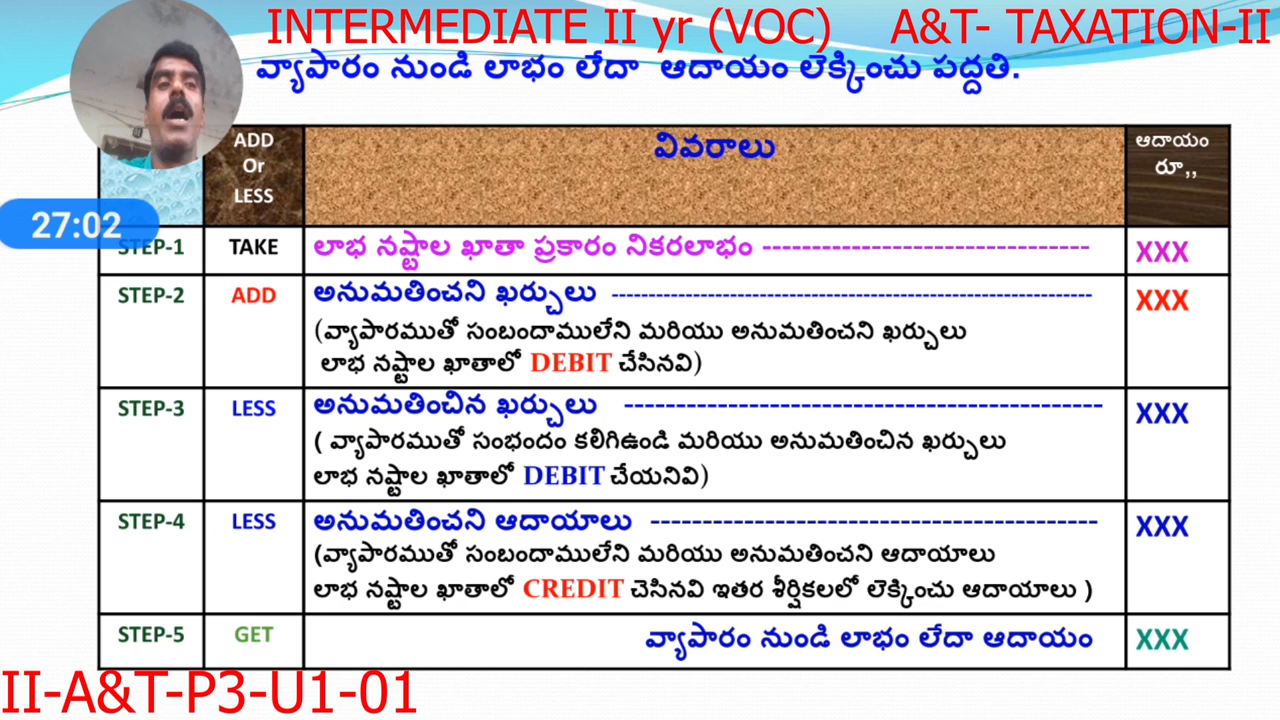 INTERMEDIATE II yr (VOC) A&T- TAXATION-II
వ్యాపారం నుండి లాభం లేదా ఆదాయం లెక్కించు పద్దతి.
ADD
Or
LESS
వివరాలు
ఆదాయం
రూ,,
27:02
STEP-1 TAKE లాభ నష్టాల ఖాతా ప్రకారం నికరలాభం --------------------------------- XXX
STEP-2 ADD అనుమతించని ఖర్చులు ----------------------------------------------------------------- XXX
(వ్యాపారముతో సంబందాములేని మరియు అనుమతించని ఖర్చులు
లాభ నష్టాల ఖాతాలో DEBIT చేసినవి)
STEP-3 LESS అనుమతించిన ఖర్చులు ----------------------------------------------- XXX
( వ్యాపారముతో సంభందం కలిగిఉండి మరియు అనుమతించిన ఖర్చులు
లాభ నష్టాల ఖాతాలో DEBIT చేయనివి)
STEP-4 LESS అనుమతించని ఆదాయాలు -------------------------------------------- XXX
(వ్యాపారముతో సంబందాములేని మరియు అనుమతించని ఆదాయాలు
లాభ నష్టాల ఖాతాలో CREDIT చెసినవి ఇతర శీర్షికలలో లెక్కించు ఆదాయాలు )
STEP-5 GET వ్యాపారం నుండి లాభం లేదా ఆదాయం XXX
II-A&T-P3-U1-01